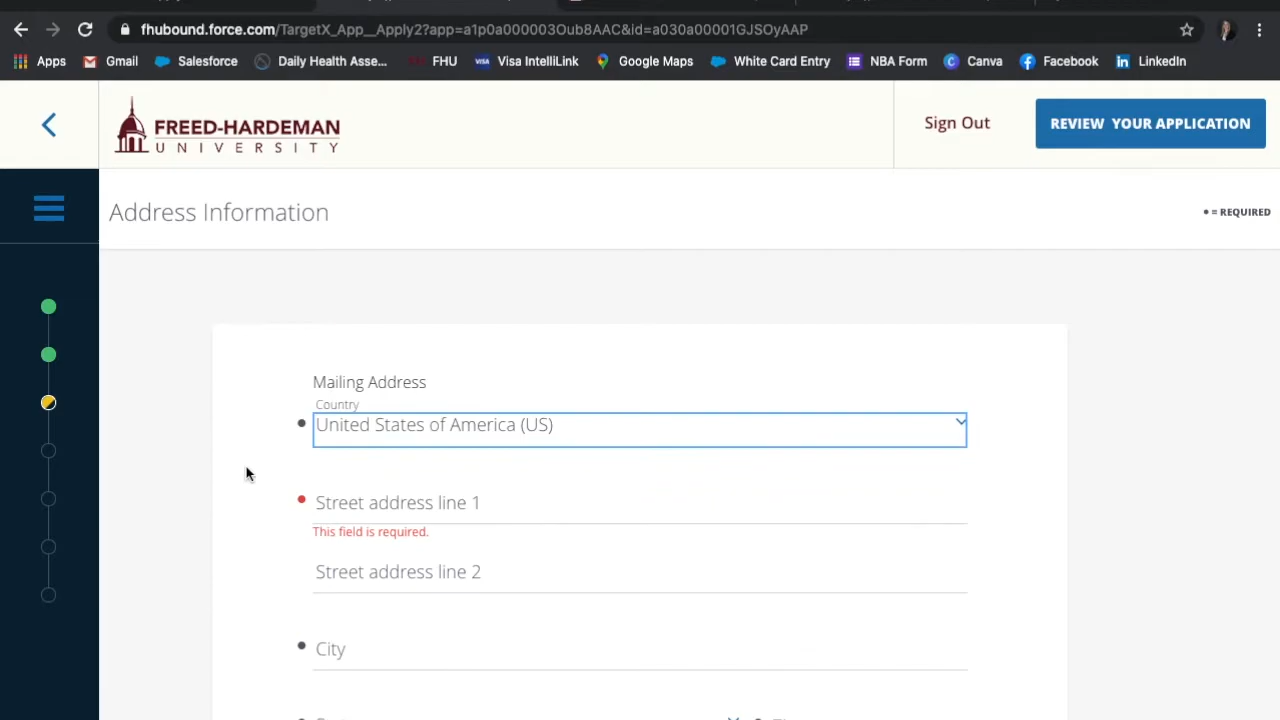 fhubound.force.com/TargetX_App__Apply2?app=a1p0a000003Oub8AAC&id=a030a00001GJSOyAAP
Apps Gmail Salesforce Daily Health Asse... FHU VISA Visa IntelliLink Google Maps White Card Entry NBA Form C Canva Facebook in LinkedIn
FREED-HARDEMAN
UNIVERSITY
Sign Out
REVIEW YOUR APPLICATION
Address Information
• = REQUIRED
Mailing Address
Country
United States of America (US)
Street address line 1
This field is required.
Street address line 2
City